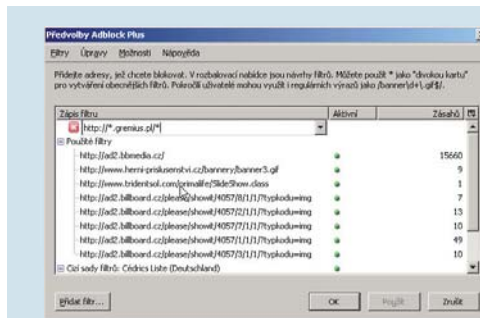 Předvolby Adblock Plus
Filtry Úpravy Možnosti Nápověda
Přidejte adresy, jež chcete blokovat. V rozbalovací nabídce jsou návrhy filtrů. Můžete použít * jako "divokou kartu"
pro vytváření obecnějších filtrů. Pokročilí uživatelé mohou využít i regulárních výrazů jako /banner\d+\.gif$/.
Zápis filtru Aktivní Zásahů
http://*.gremius.pl/*
Použité filtry
http://ad2.bbmedia.cz/ 15660
http://www.herni-prislusenstvi.cz/bannery/banner3.gif 9
http://www.tridentsol.com/primalife/SlideShow.class 1
http://ad2.billboard.cz/please/showit/4057/8/1/1/?typkodu=img 7
http://ad2.billboard.cz/please/showit/4057/2/1/1/?typkodu=img 13
http://ad2.billboard.cz/please/showit/4057/7/1/1/?typkodu=img 10
http://ad2.billboard.cz/please/showit/4057/1/1/1/?typkodu=img 49
http://ad2.billboard.cz/please/showit/4057/3/1/1/?typkodu=img 10
Cizí sady filtrů: Cédrics Liste (Deutschland)
Přidat filtr... OK Použít Zrušit